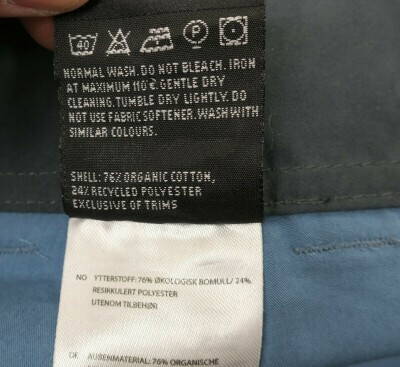 40 P
NORMAL WASH. DO NOT BLEACH. IRON
AT MAXIMUM 110°C. GENTLE DRY
CLEANING. TUMBLE DRY LIGHTLY. DO
NOT USE FABRIC SOFTENER. WASH WITH
SIMILAR COLOURS.
SHELL: 76% ORGANIC COTTON,
24% RECYCLED POLYESTER
EXCLUSIVE OF TRIMS
NO YTTERSTOFF: 76% ØKOLOGISK BOMULL/ 24%
RESIRKULERT POLYESTER
UTENOM TILBEHØR
DE AUßENMATERIAL: 76% ORGANISCHE